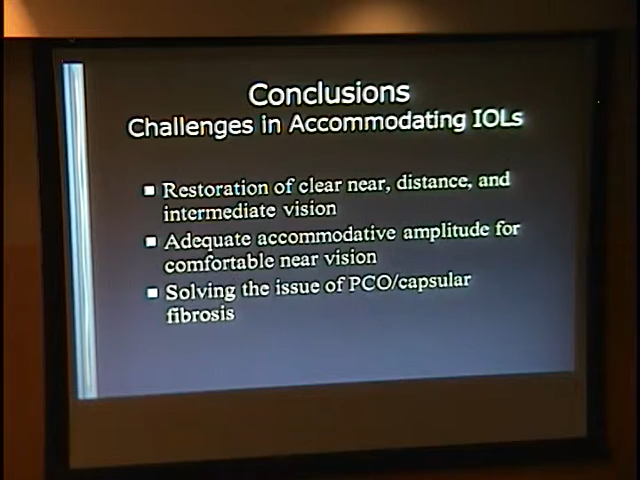 Conclusions
Challenges in Accommodating IOLs
Restoration of clear near, distance, and
intermediate vision
Adequate accommodative amplitude for
comfortable near vision
Solving the issue of PCO/capsular
fibrosis